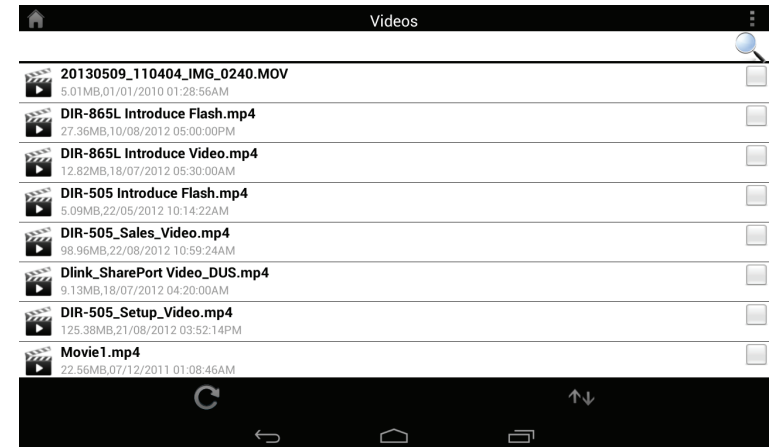 Videos
20130509_110404_IMG_0240.MOV
5.01MB,01/01/2010 01:28:56AM
DIR-865L Introduce Flash.mp4
27.36MB,10/08/2012 05:00:00PM
DIR-865L Introduce Video.mp4
12.82MB,18/07/2012 05:30:00AM
DIR-505 Introduce Flash.mp4
5.09MB,22/05/2012 10:14:22AM
DIR-505_Sales_Video.mp4
98.96MB,22/08/2012 10:59:24AM
Dlink_SharePort Video_DUS.mp4
9.13MB,18/07/2012 04:20:00AM
DIR-505_Setup_Video.mp4
125.38MB,21/08/2012 03:52:14PM
Movie1.mp4
22.56MB,07/12/2011 01:08:46AM